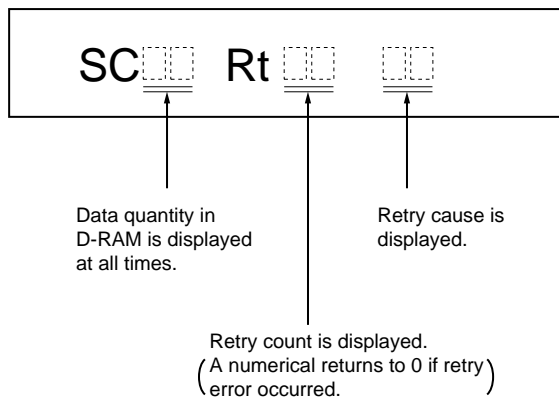 SC Rt
Data quantity in
D-RAM is displayed
at all times.
Retry cause is
displayed.
Retry count is displayed.
(A numerical returns to 0 if retry
error occurred.)